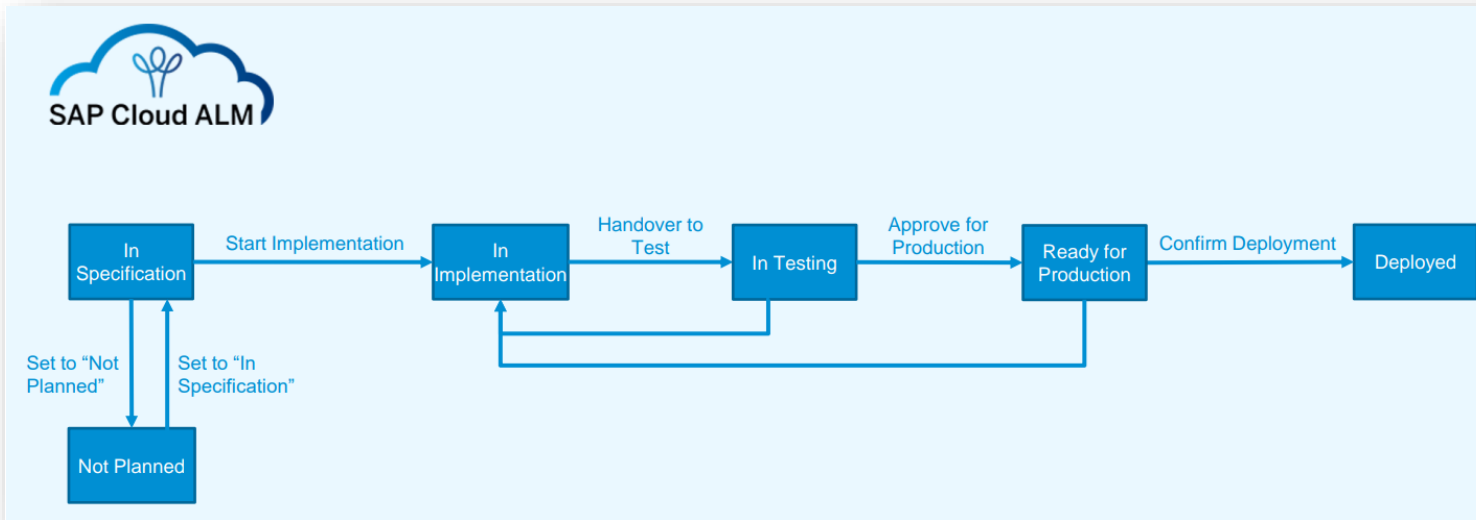 SAP Cloud ALM
In
Specification
Start Implementation
In
Implementation
Handover to
Test
In Testing
Approve for
Production
Ready for
Production
Confirm Deployment
Deployed
Set to “Not
Planned”
Set to “In
Specification”
Not Planned